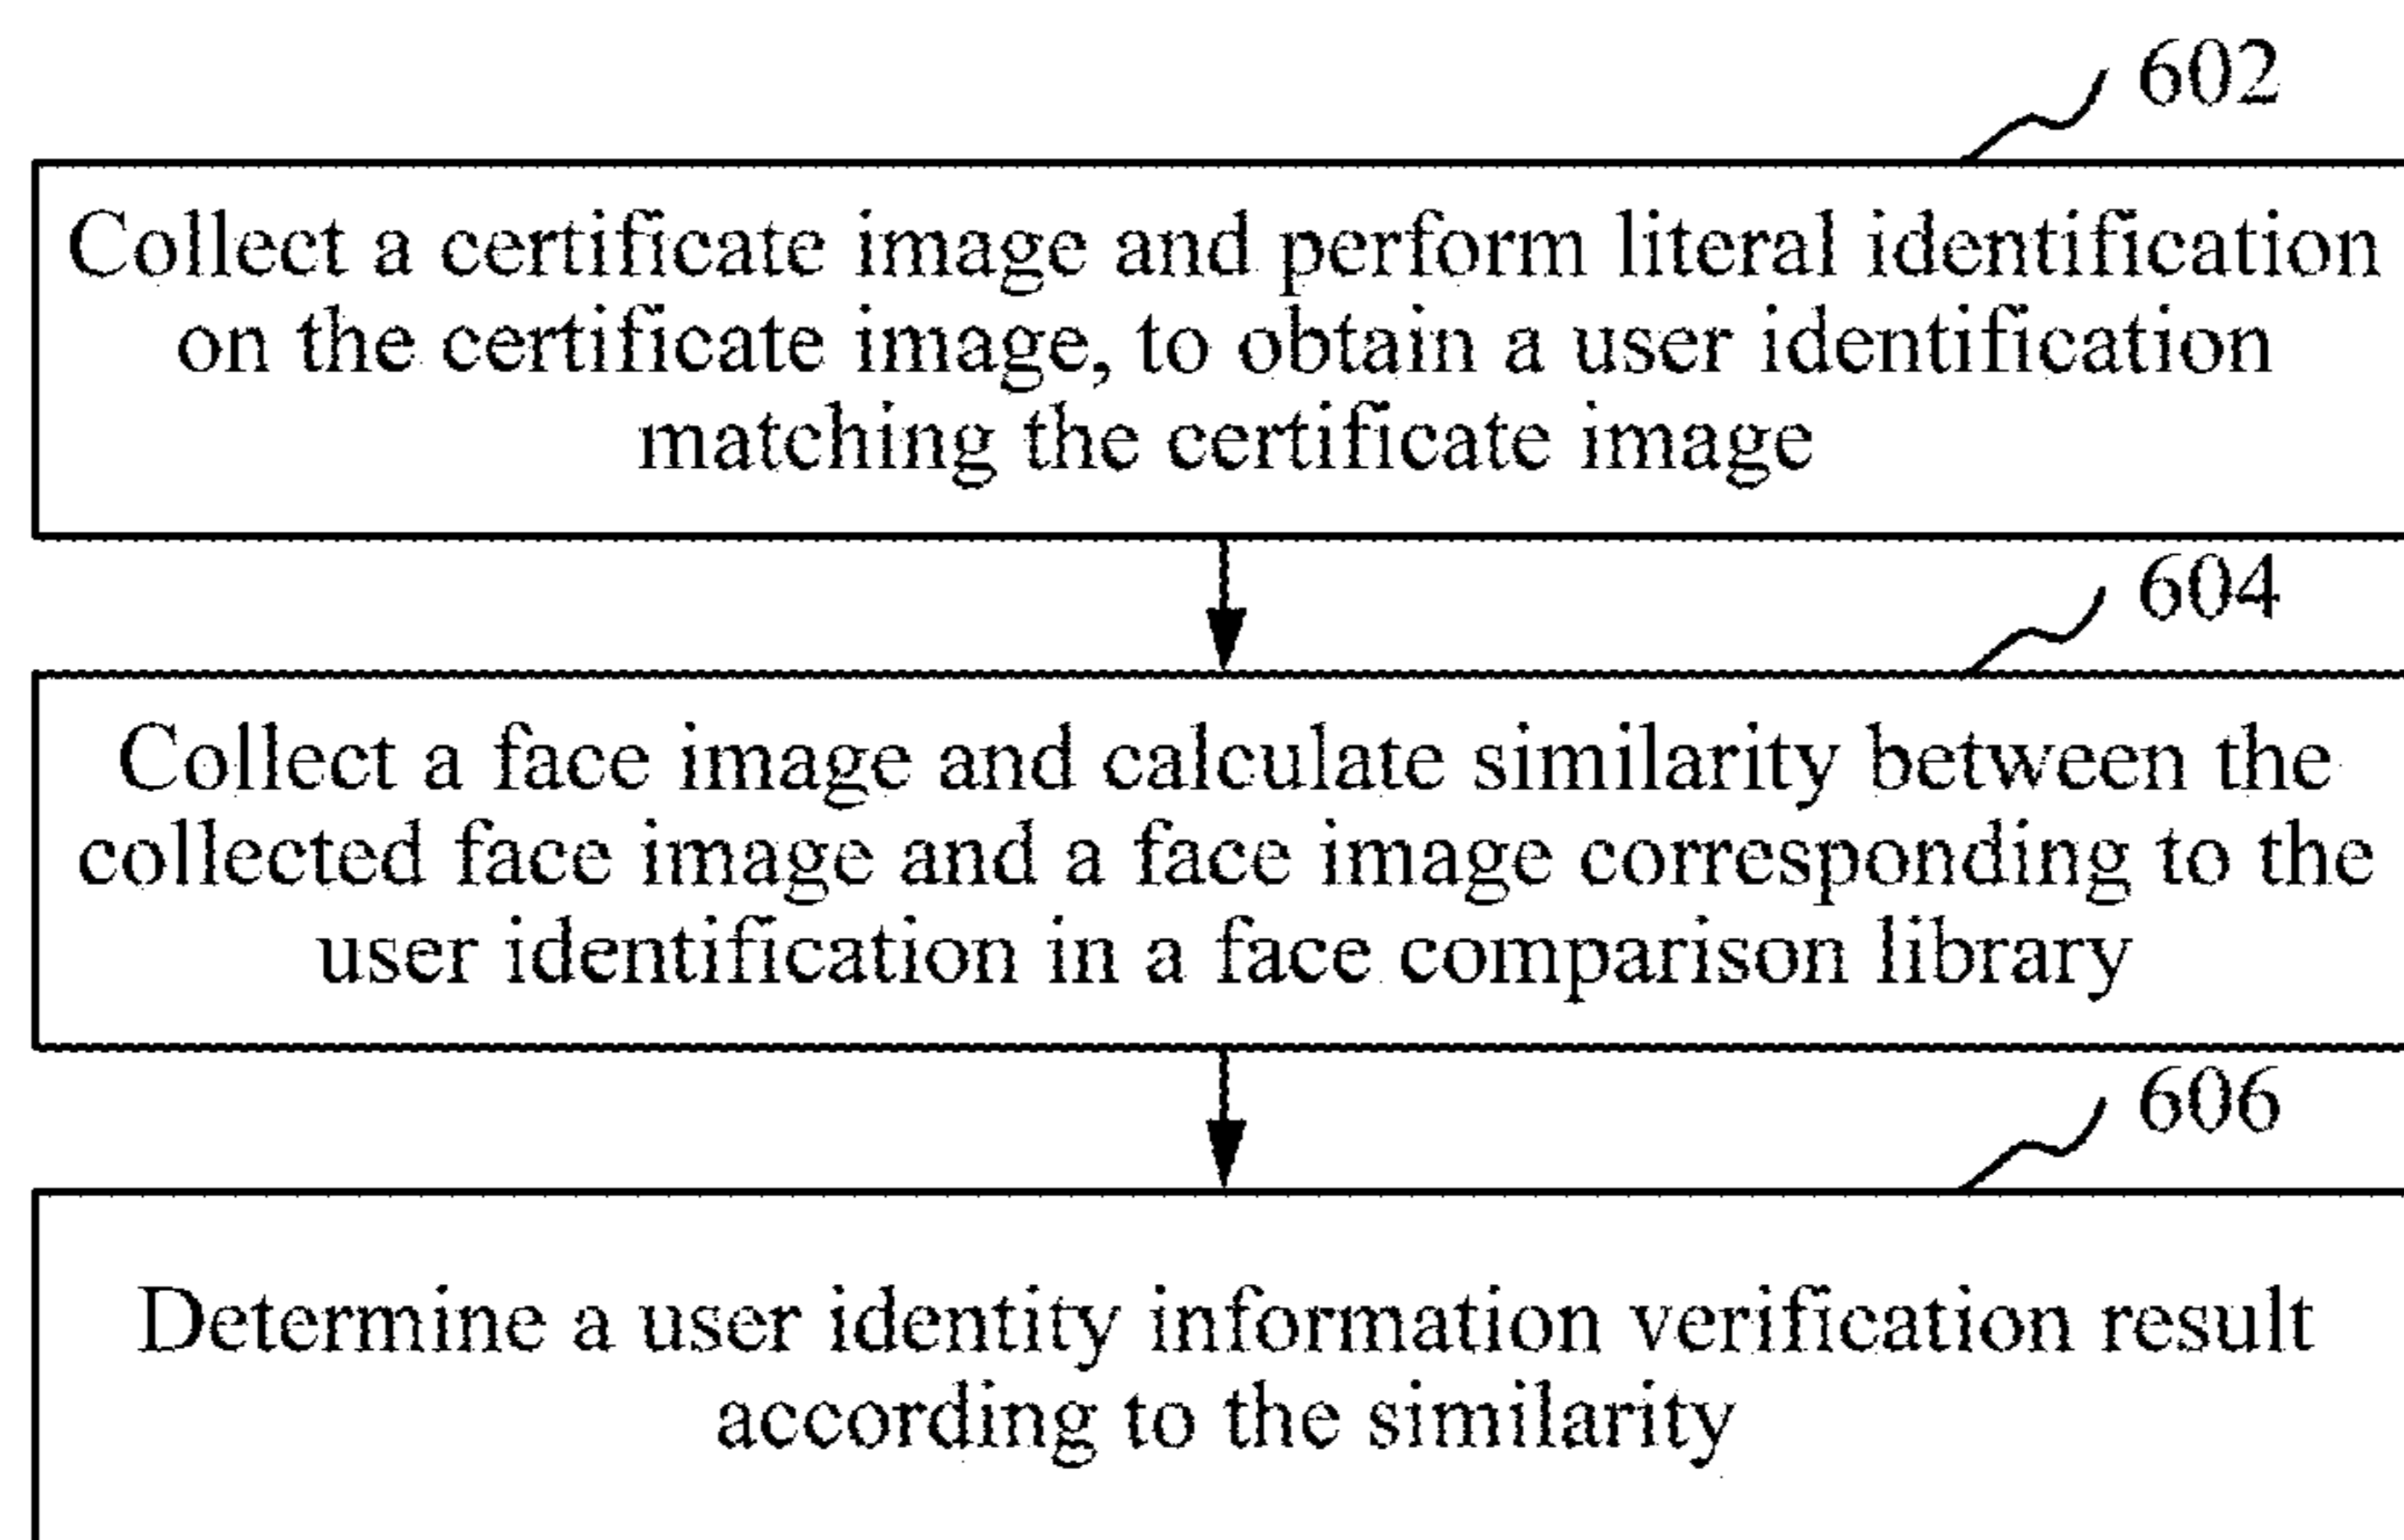 602
Collect a certificate image and perform literal identification
on the certificate image, to obtain a user identification
matching the certificate image
604
Collect a face image and calculate similarity between the
collected face image and a face image corresponding to the
user identification in a face comparison library
606
Determine a user identity information verification result
according to the similarity